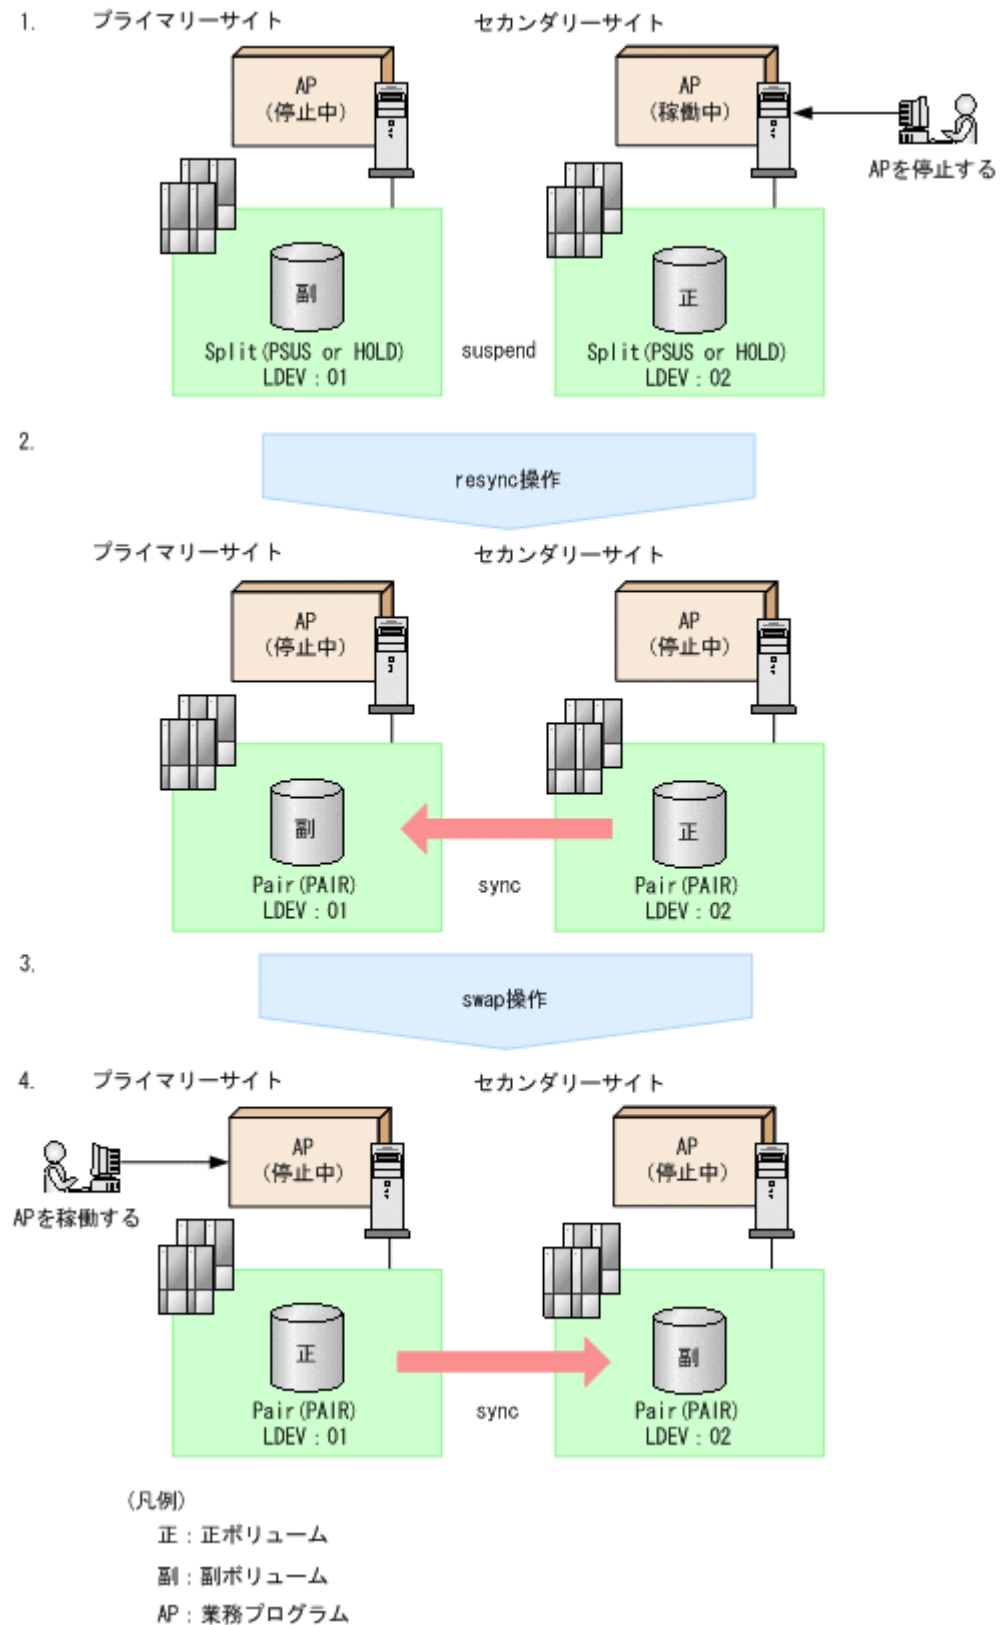 1. プライマリーサイト セカンダリーサイト
AP
(停止中)
AP
(稼働中)
APを停止する
副
正
Split(PSUS or HOLD)
LDEV:01
suspend
Split(PSUS or HOLD)
LDEV:02
2.
resync操作
プライマリーサイト セカンダリーサイト
AP
(停止中)
AP
(停止中)
副
正
Pair(PAIR)
LDEV:01
sync
Pair(PAIR)
LDEV:02
3.
swap操作
4. プライマリーサイト セカンダリーサイト
AP
(停止中)
AP
(停止中)
APを稼働する
正
副
Pair(PAIR)
LDEV:01
sync
Pair(PAIR)
LDEV:02
(凡例)
正:正ボリューム
副:副ボリューム
AP:業務プログラム